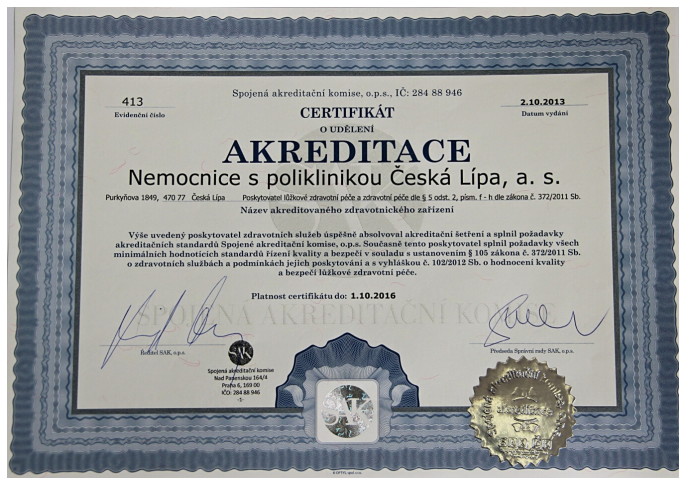 Spojená akreditační komise, o.p.s., IČ: 284 88 946
413
Evidenční číslo
2.10.2013
Datum vydání
CERTIFIKÁT
O UDĚLENÍ
AKREDITACE
Nemocnice s poliklinikou Česká Lípa, a. s.
Purkyňova 1849, 470 77 Česká Lípa Poskytovatel lůžkové zdravotní péče a zdravotní péče dle § 5 odst. 2, písm. f - h dle zákona č. 372/2011 Sb.
Název akreditovaného zdravotnického zařízení
Výše uvedený poskytovatel zdravotních služeb úspěšně absolvoval akreditační šetření a splnil požadavky
akreditačních standardů Spojené akreditační komise, o.p.s. Současně tento poskytovatel splnil požadavky všech
minimálních hodnotících standardů řízení kvality a bezpečí v souladu s ustanovením § 105 zákona č. 372/2011 Sb.
o zdravotních službách a podmínkách jejich poskytování a s vyhláškou č. 102/2012 Sb. o hodnocení kvality
a bezpečí lůžkové zdravotní péče.
Platnost certifikátu do: 1.10.2016
SPOJENÁ AKREDITAČNÍ KOMISE
Ředitel SAK, o.p.s.
Předseda Správní rady SAK, o.p.s.
SAK
Spojená akreditační komise
Nad Panenskou 164/4
Praha 6, 169 00
IČO: 284 88 946
-1-
SAK